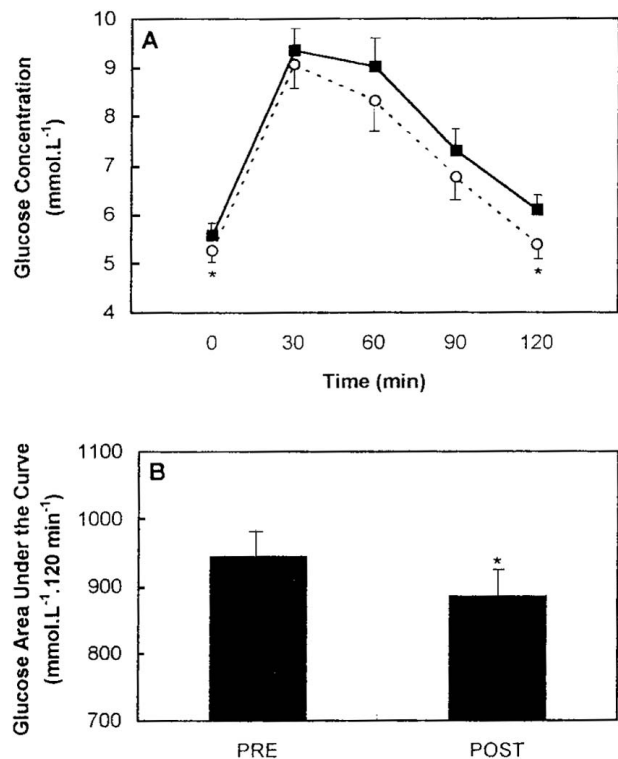 A
Glucose Concentration
(mmol.L⁻¹)
10
9
8
7
6
5
4
*
*
0 30 60 90 120
Time (min)
B
Glucose Area Under the Curve
(mmol.L⁻¹.120 min⁻¹)
1100
1000
900
800
700
*
PRE POST